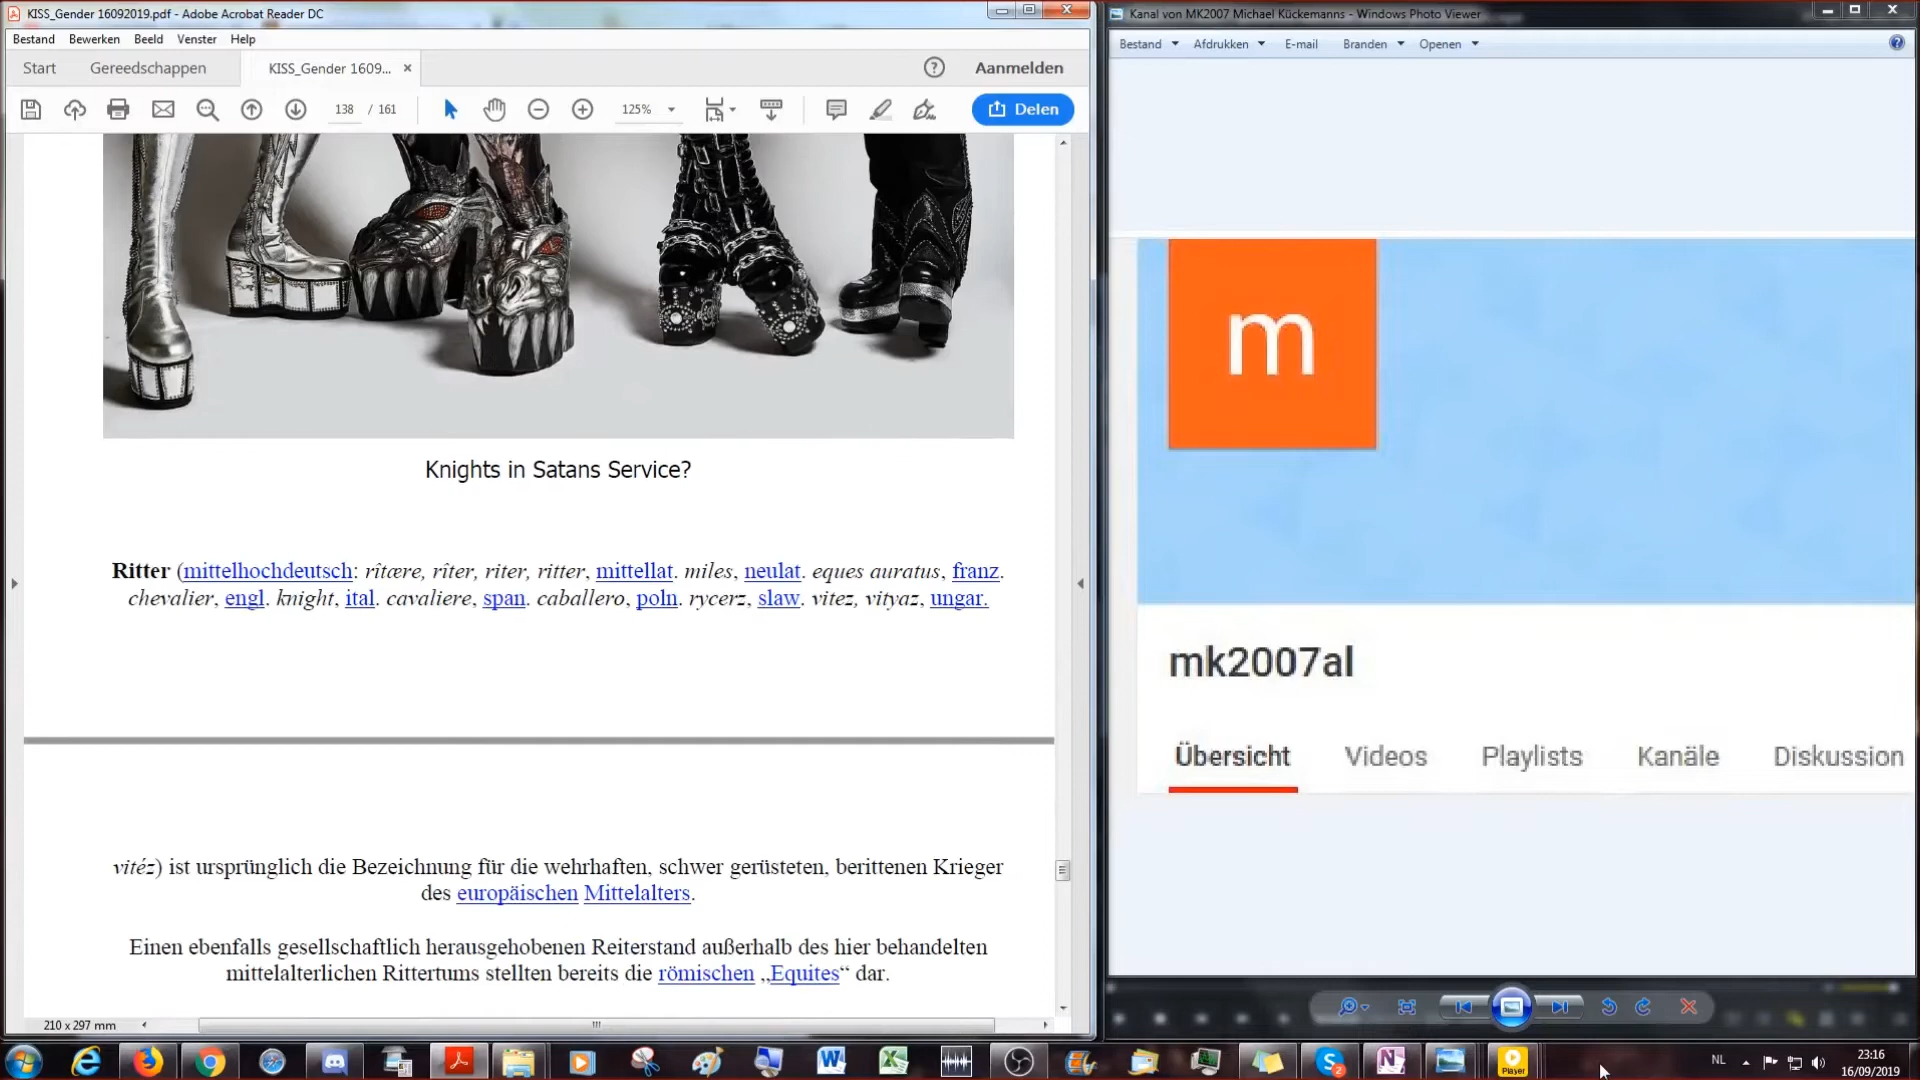 KISS_Gender 16092019.pdf - Adobe Acrobat Reader DC
Bestand Bewerken Beeld Venster Help
Start Gereedschappen KISS_Gender 1609... × Aanmelden
138 / 161 125% Delen
Knights in Satans Service?
Ritter (mittelhochdeutsch: rîtære, rîter, riter, ritter, mittellat. miles, neulat. eques auratus, franz.
chevalier, engl. knight, ital. cavaliere, span. caballero, poln. rycerz, slaw. vitez, vityaz, ungar.
vitéz) ist ursprünglich die Bezeichnung für die wehrhaften, schwer gerüsteten, berittenen Krieger
des europäischen Mittelalters.
Einen ebenfalls gesellschaftlich herausgehobenen Reiterstand außerhalb des hier behandelten
mittelalterlichen Rittertums stellten bereits die römischen „Equites“ dar.
210 x 297 mm
Kanal von MK2007 Michael Kückemanns - Windows Photo Viewer
Bestand Afdrukken E-mail Branden Openen
m
mk2007al
Übersicht Videos Playlists Kanäle Diskussion
Player
NL
23:16
16/09/2019